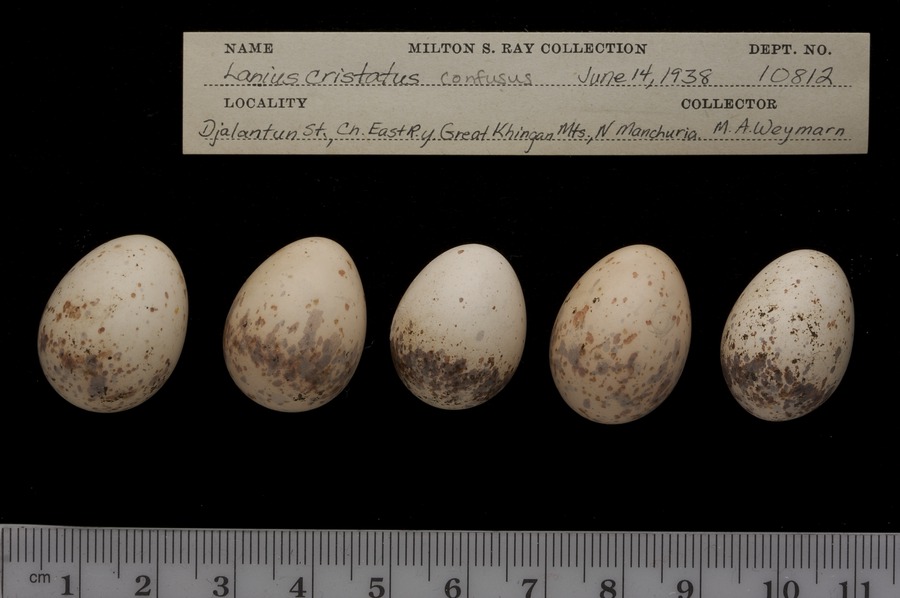 NAME MILTON S. RAY COLLECTION DEPT. NO.
Lanius cristatus confusus June 14, 1938 10812
LOCALITY COLLECTOR
Djalantun St., Cn. East R.y, Great Khingan Mts., N Manchuria. M. A. Weymarn
cm 1 2 3 4 5 6 7 8 9 10 11